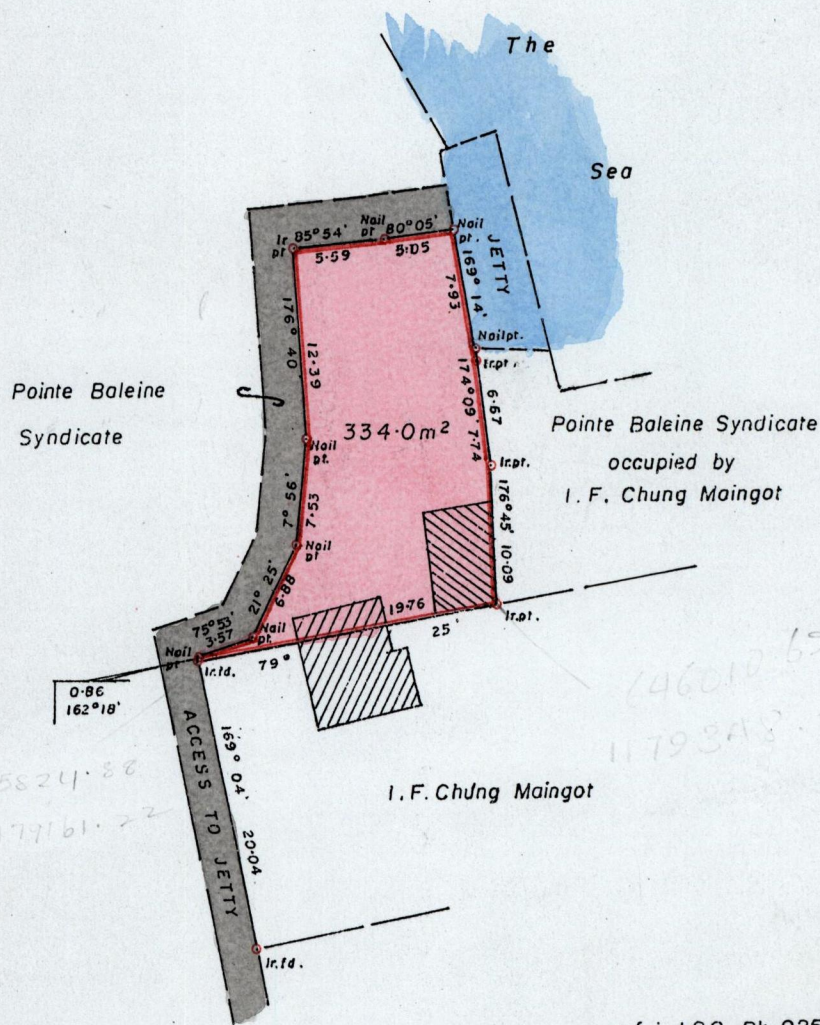 The
Sea
JETTY
Nail pt.
80°05'
5·05
Nail pt
85°54'
5·59
Ir pt
169° 14'
7·93
176° 40
12·39
Nail pt.
Ir.pt.
6·67
174°09'
7·74
Pointe Baleine
Syndicate
334·0m²
Pointe Baleine Syndicate
occupied by
I. F. Chung Maingot
Nail pt.
Ir.pt.
7° 56'
7·53
176°45'
10·09
Nail pt
21° 25'
6·88
19·76
75°53'
3·57
Nail pt.
25'
Ir.pt.
Nail pt
Ir.fd.
79°
0·86
162°18'
ACCESS TO JETTY
169° 04'
20·04
I. F. Chung Maingot
Ir.fd.